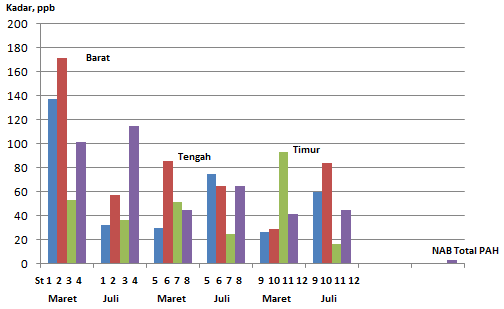 Kadar, ppb
200
180
160
140
120
100
80
60
40
20
0
Barat
Tengah
Timur
NAB Total PAH
St 1 2 3 4 1 2 3 4 5 6 7 8 5 6 7 8 9 10 11 12 9 10 11 12
Maret Juli Maret Juli Maret Juli